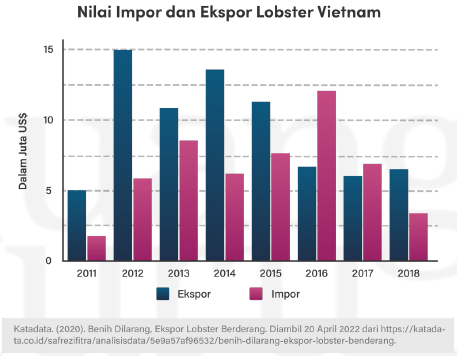 Nilai Impor dan Ekspor Lobster Vietnam
Dalam Juta US$
15
10
5
0
2011 2012 2013 2014 2015 2016 2017 2018
Ekspor Impor
Katadata. (2020). Benih Dilarang, Ekspor Lobster Berderang. Diambil 20 April 2022 dari https://katada-
ta.co.id/safrezifitra/analisisdata/5e9a57af96532/benih-dilarang-ekspor-lobster-benderang.